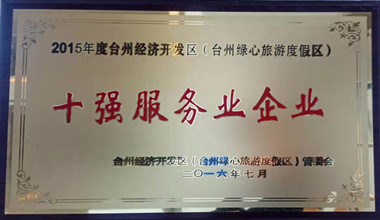 2015年度台州经济开发区（台州绿心旅游度假区）
十强服务业企业
台州经济开发区（台州绿心旅游度假区）管委会
二〇一六年七月